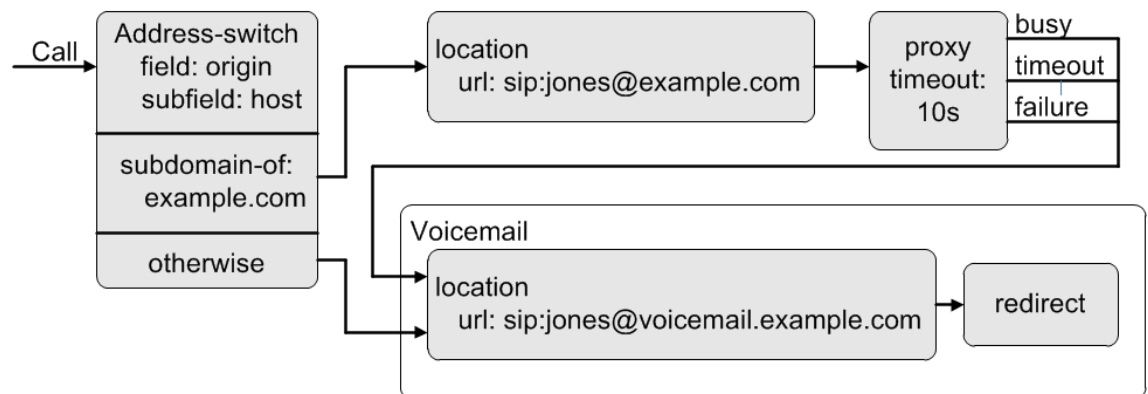 Call
Address-switch
field: origin
subfield: host
subdomain-of:
example.com
otherwise
location
url: sip:jones@example.com
proxy
timeout:
10s
busy
timeout
failure
Voicemail
location
url: sip:jones@voicemail.example.com
redirect